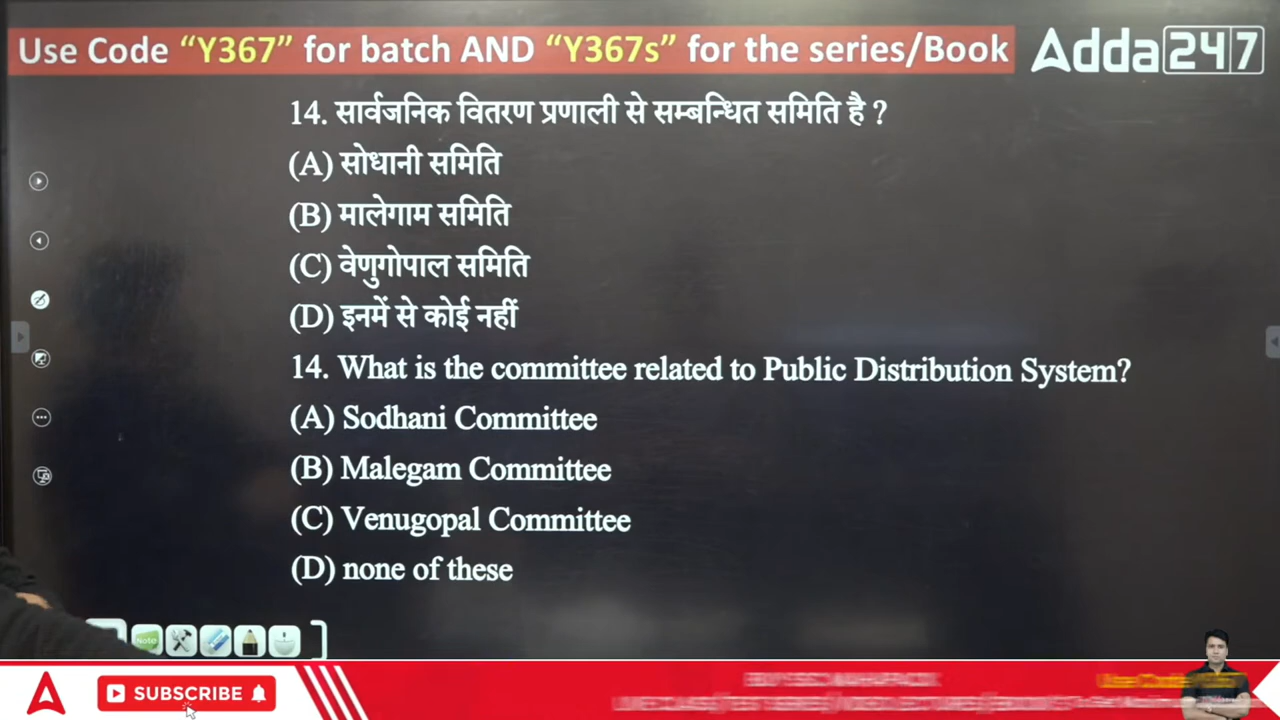 Use Code “Y367” for batch AND “Y367s” for the series/Book
Adda247
14. सार्वजनिक वितरण प्रणाली से सम्बन्धित समिति है ?
(A) सोधानी समिति
(B) मालेगाम समिति
(C) वेणुगोपाल समिति
(D) इनमें से कोई नहीं
14. What is the committee related to Public Distribution System?
(A) Sodhani Committee
(B) Malegam Committee
(C) Venugopal Committee
(D) none of these
Note
SUBSCRIBE